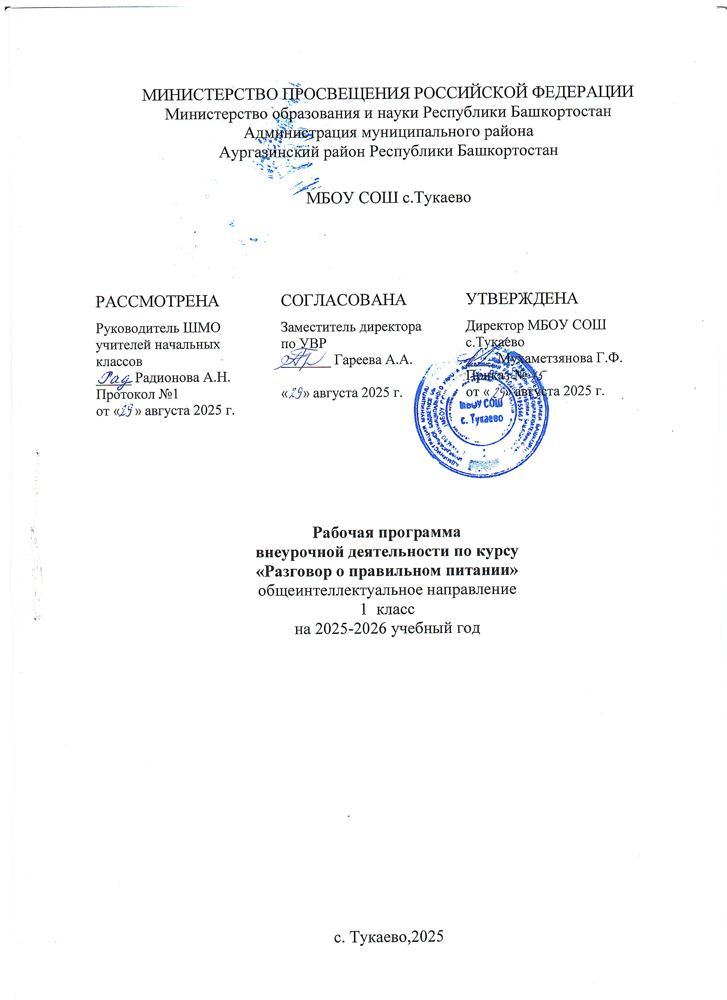 МИНИСТЕРСТВО ПРОСВЕЩЕНИЯ РОССИЙСКОЙ ФЕДЕРАЦИИ
Министерство образования и науки Республики Башкортостан
Администрация муниципального района
Аургазинский район Республики Башкортостан
МБОУ СОШ с.Тукаево
РАССМОТРЕНА
Руководитель ШМО
учителей начальных
классов
Рад Радионова А.Н.
Протокол №1
от «29» августа 2025 г.
СОГЛАСОВАНА
Заместитель директора
по УВР
Гареева А.А.
«29» августа 2025 г.
УТВЕРЖДЕНА
Директор МБОУ СОШ
с.Тукаево
Мухаметзянова Г.Ф.
Приказ №
от «29» августа 2025 г.
МБОУ СОШ
с. Тукаево
Рабочая программа
внеурочной деятельности по курсу
«Разговор о правильном питании»
общеинтеллектуальное направление
1 класс
на 2025-2026 учебный год
с. Тукаево,2025